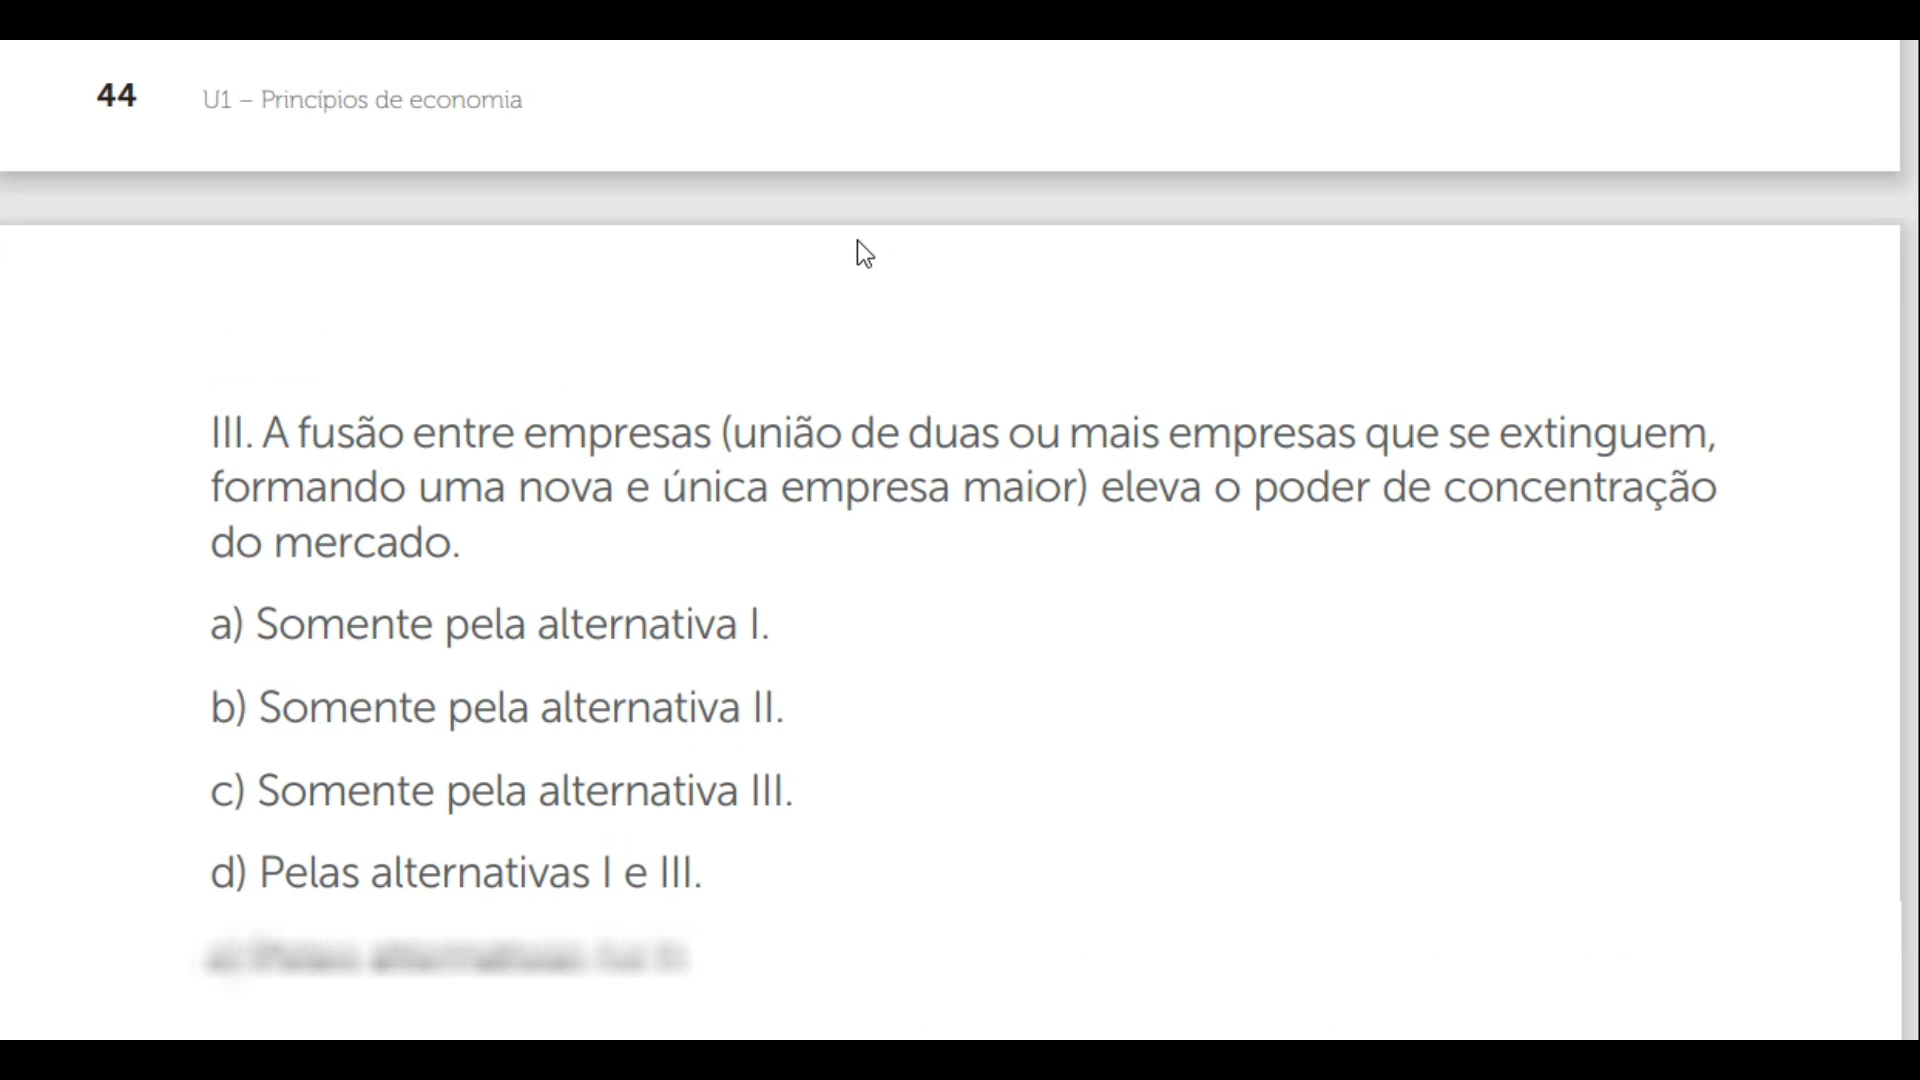 44 U1 – Princípios de economia
III. A fusão entre empresas (união de duas ou mais empresas que se extinguem,
formando uma nova e única empresa maior) eleva o poder de concentração
do mercado.
a) Somente pela alternativa I.
b) Somente pela alternativa II.
c) Somente pela alternativa III.
d) Pelas alternativas I e III.